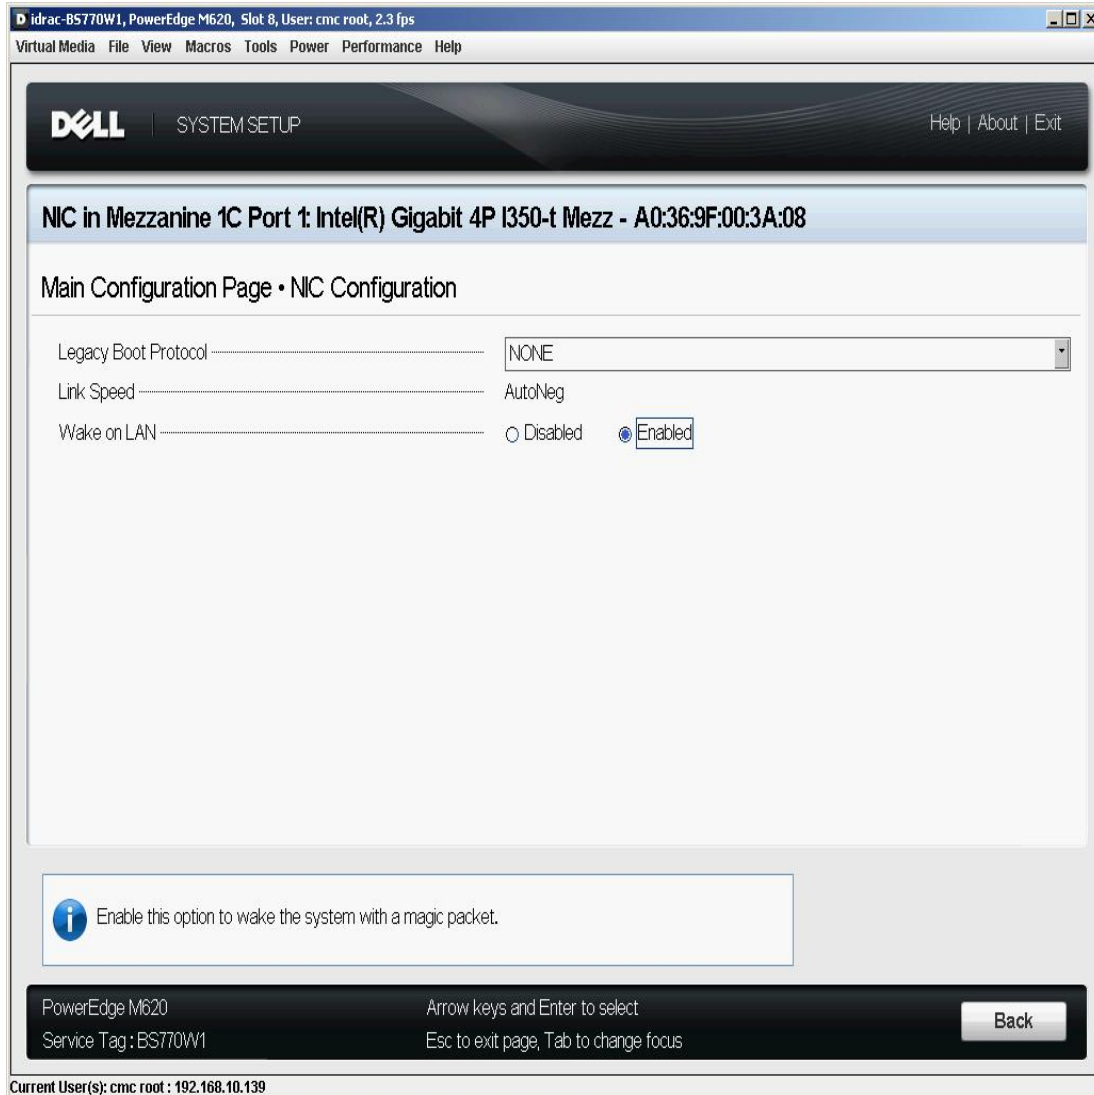 idrac-BS770W1, PowerEdge M620, Slot 8, User: cmc root, 2.3 fps
Virtual Media File View Macros Tools Power Performance Help
DELL SYSTEM SETUP Help | About | Exit
NIC in Mezzanine 1C Port 1: Intel(R) Gigabit 4P I350-t Mezz - A0:36:9F:00:3A:08
Main Configuration Page • NIC Configuration
Legacy Boot Protocol NONE
Link Speed AutoNeg
Wake on LAN Disabled Enabled
Enable this option to wake the system with a magic packet.
PowerEdge M620 Arrow keys and Enter to select
Service Tag : BS770W1 Esc to exit page, Tab to change focus
Back
Current User(s): cmc root : 192.168.10.139